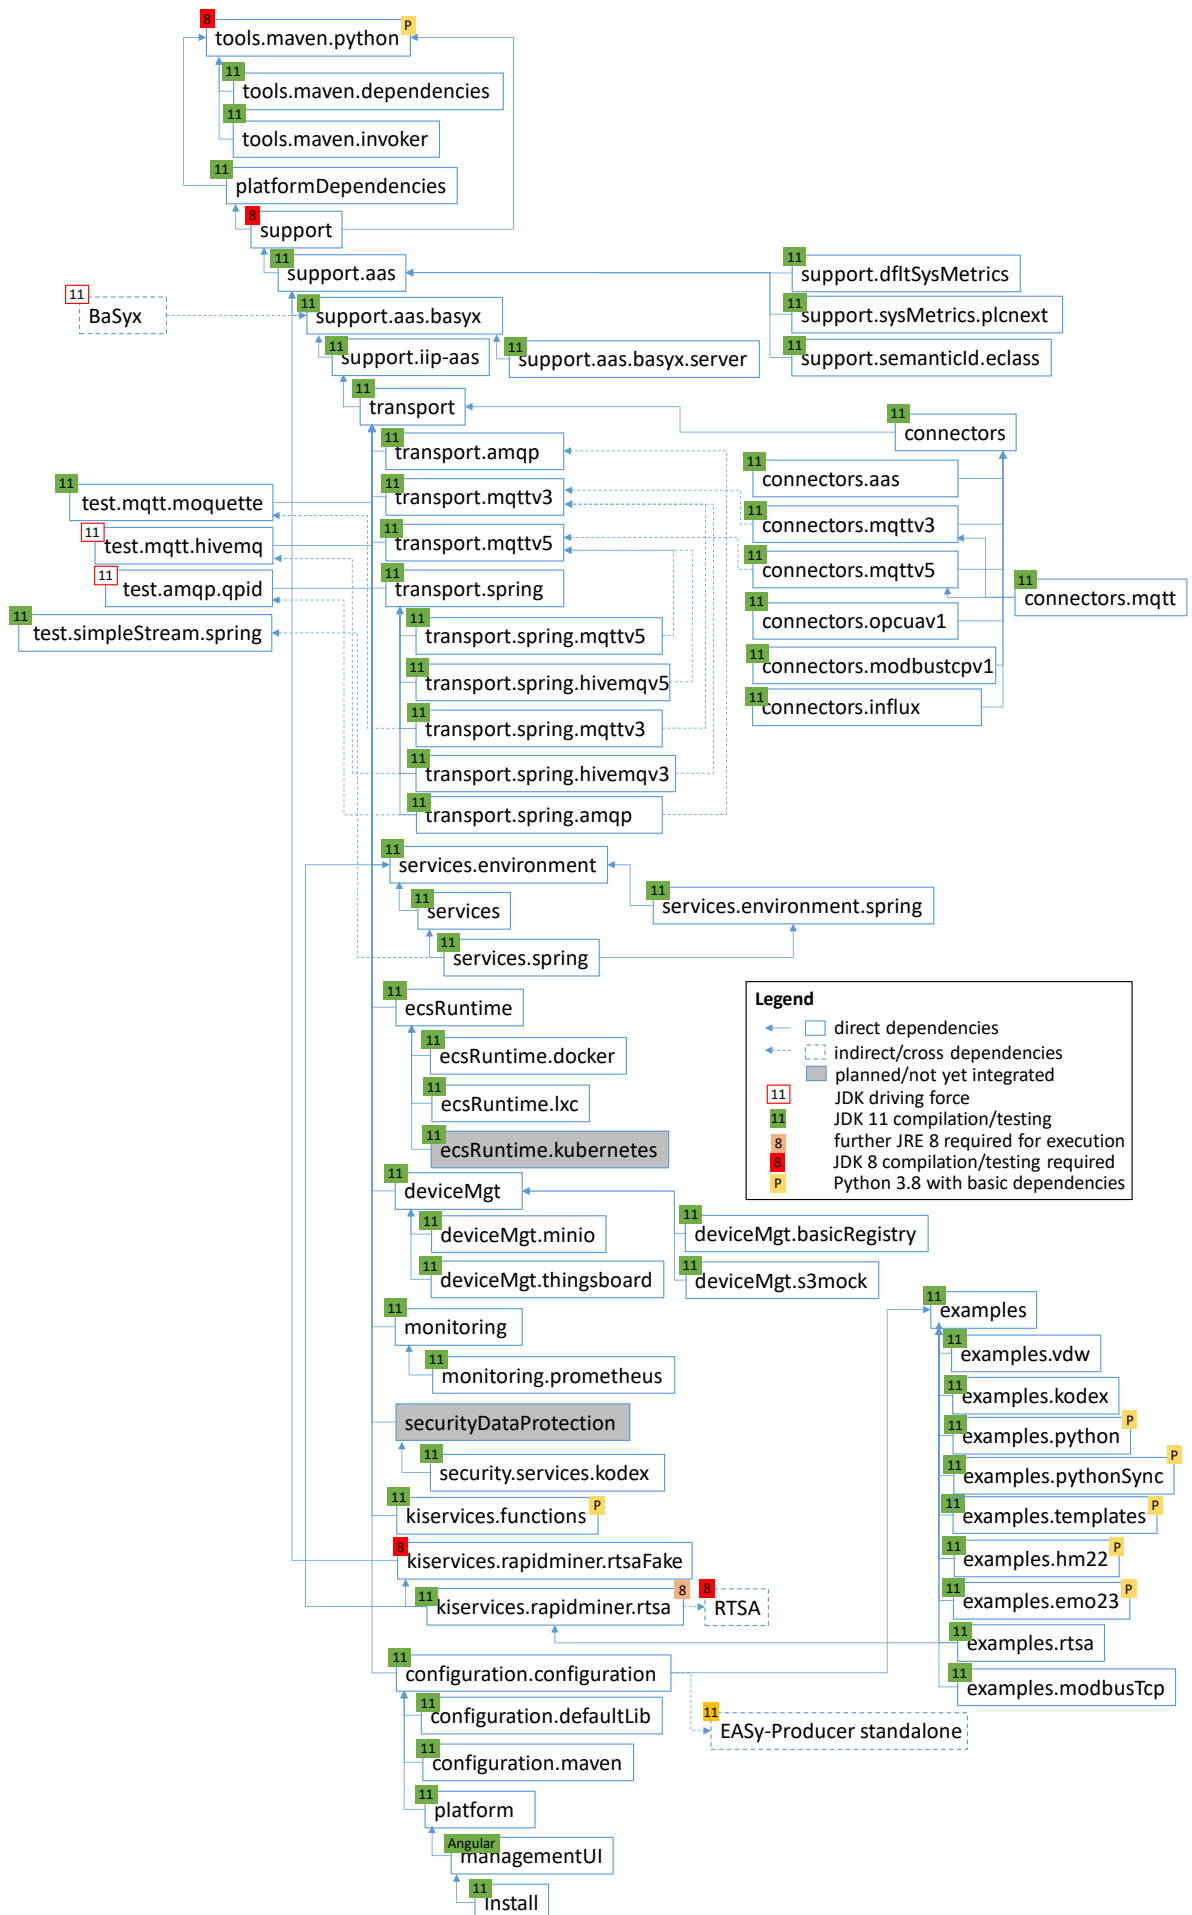 8
P
tools.maven.python
11
tools.maven.dependencies
11
tools.maven.invoker
11
platformDependencies
8
support
11
support.aas
11
support.dfltSysMetrics
11
BaSyx
11
support.aas.basyx
11
support.sysMetrics.plcnext
11
support.iip-aas
11
support.aas.basyx.server
11
support.semanticId.eclass
11
transport
11
connectors
11
transport.amqp
11
connectors.aas
11
test.mqtt.moquette
11
transport.mqttv3
11
connectors.mqttv3
11
test.mqtt.hivemq
11
transport.mqttv5
11
connectors.mqttv5
11
test.amqp.qpid
11
transport.spring
11
connectors.mqtt
11
connectors.opcuav1
11
test.simpleStream.spring
11
transport.spring.mqttv5
11
connectors.modbustcpv1
11
transport.spring.hivemqv5
11
connectors.influx
11
transport.spring.mqttv3
11
transport.spring.hivemqv3
11
transport.spring.amqp
11
services.environment
11
services.environment.spring
11
services
11
services.spring
11
ecsRuntime
11
ecsRuntime.docker
11
ecsRuntime.lxc
11
ecsRuntime.kubernetes
Legend
direct dependencies
indirect/cross dependencies
planned/not yet integrated
11 JDK driving force
11 JDK 11 compilation/testing
8 further JRE 8 required for execution
8 JDK 8 compilation/testing required
P Python 3.8 with basic dependencies
11
deviceMgt
11
deviceMgt.minio
11
deviceMgt.basicRegistry
11
deviceMgt.thingsboard
11
deviceMgt.s3mock
11
monitoring
11
monitoring.prometheus
securityDataProtection
11
security.services.kodex
11
kiservices.functions
P
8
kiservices.rapidminer.rtsaFake
11
kiservices.rapidminer.rtsa
8
8
RTSA
11
examples
11
examples.vdw
11
examples.kodex
11
examples.python
P
11
examples.pythonSync
P
11
examples.templates
P
11
examples.hm22
P
11
examples.emo23
P
11
examples.rtsa
11
examples.modbusTcp
11
configuration.configuration
11
configuration.defaultLib
11
EASy-Producer standalone
11
configuration.maven
11
platform
Angular
managementUI
11
Install